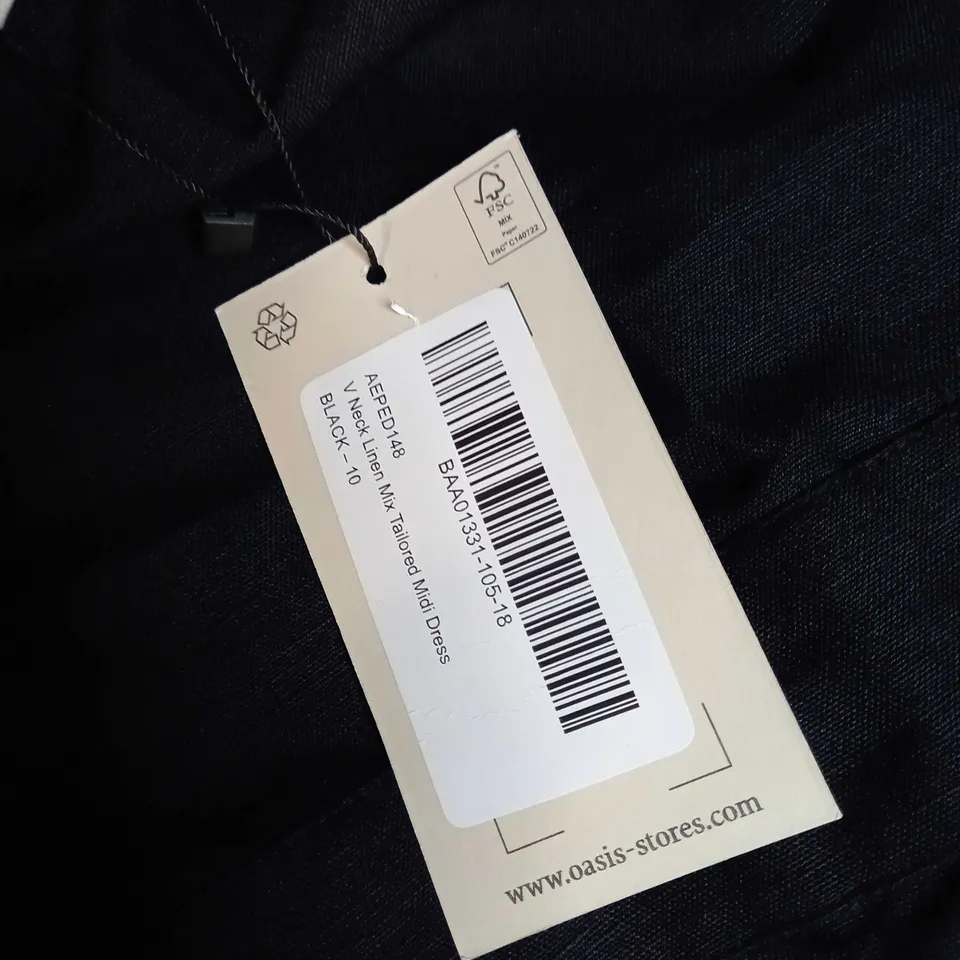 FSC
MIX
Paper
FSC® C140722
BAA01331-105-18
AEPED148
V Neck Linen Mix Tailored Midi Dress
BLACK – 10
www.oasis-stores.com